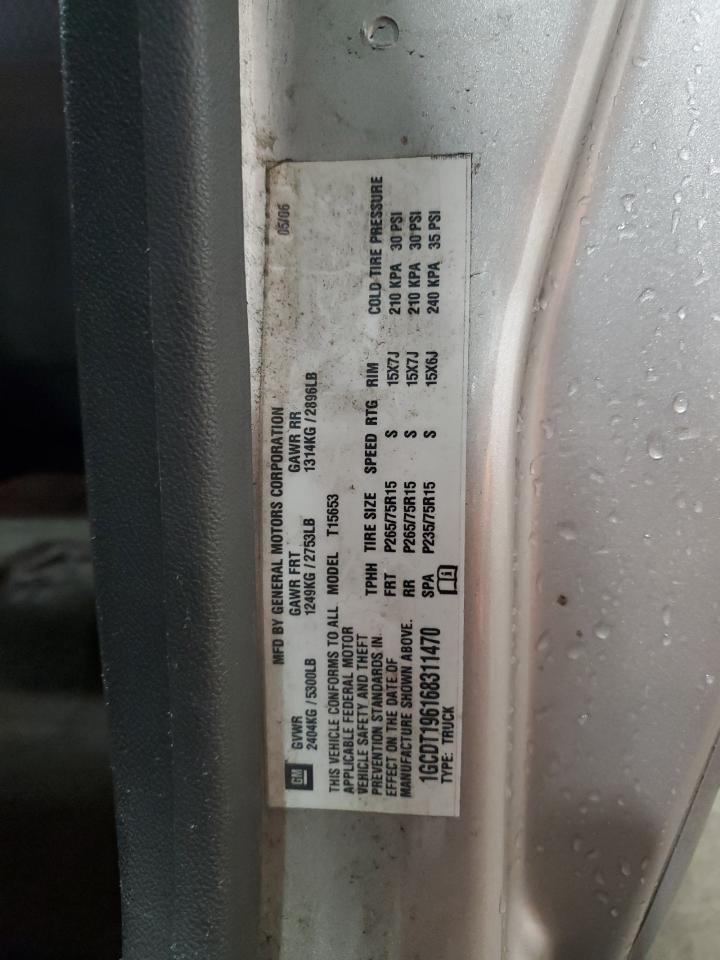 MFD BY GENERAL MOTORS CORPORATION 05/06
GM GVWR GAWR FRT GAWR RR
2404KG / 5300LB 1249KG / 2753LB 1314KG / 2896LB
THIS VEHICLE CONFORMS TO ALL MODEL T15653
APPLICABLE FEDERAL MOTOR
VEHICLE SAFETY AND THEFT
PREVENTION STANDARDS IN
EFFECT ON THE DATE OF
MANUFACTURE SHOWN ABOVE.
TPHH TIRE SIZE SPEED RTG RIM COLD TIRE PRESSURE
FRT P265/75R15 S 15X7J 210 KPA 30 PSI
RR P265/75R15 S 15X7J 210 KPA 30 PSI
SPA P235/75R15 S 15X6J 240 KPA 35 PSI
1GCDT196168311470
TYPE: TRUCK